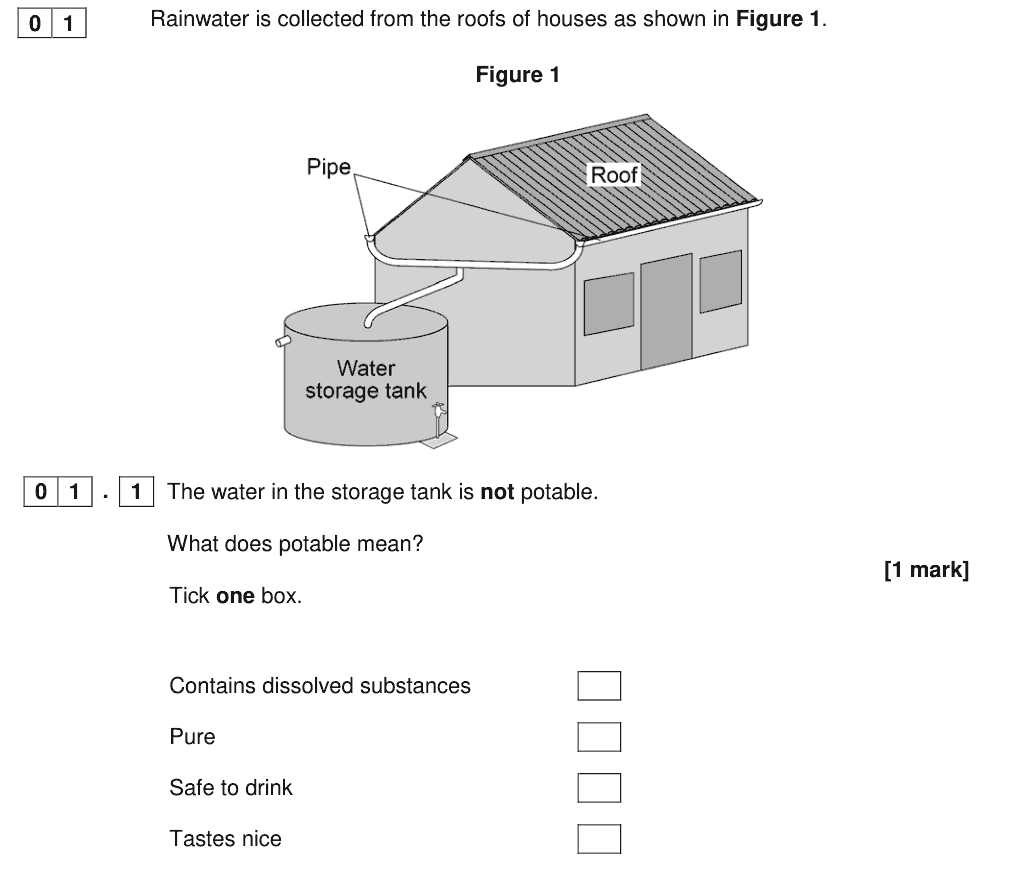 0 1 Rainwater is collected from the roofs of houses as shown in Figure 1.
Figure 1
Pipe
Roof
Water
storage tank
0 1 . 1 The water in the storage tank is not potable.
What does potable mean?
[1 mark]
Tick one box.
Contains dissolved substances
Pure
Safe to drink
Tastes nice